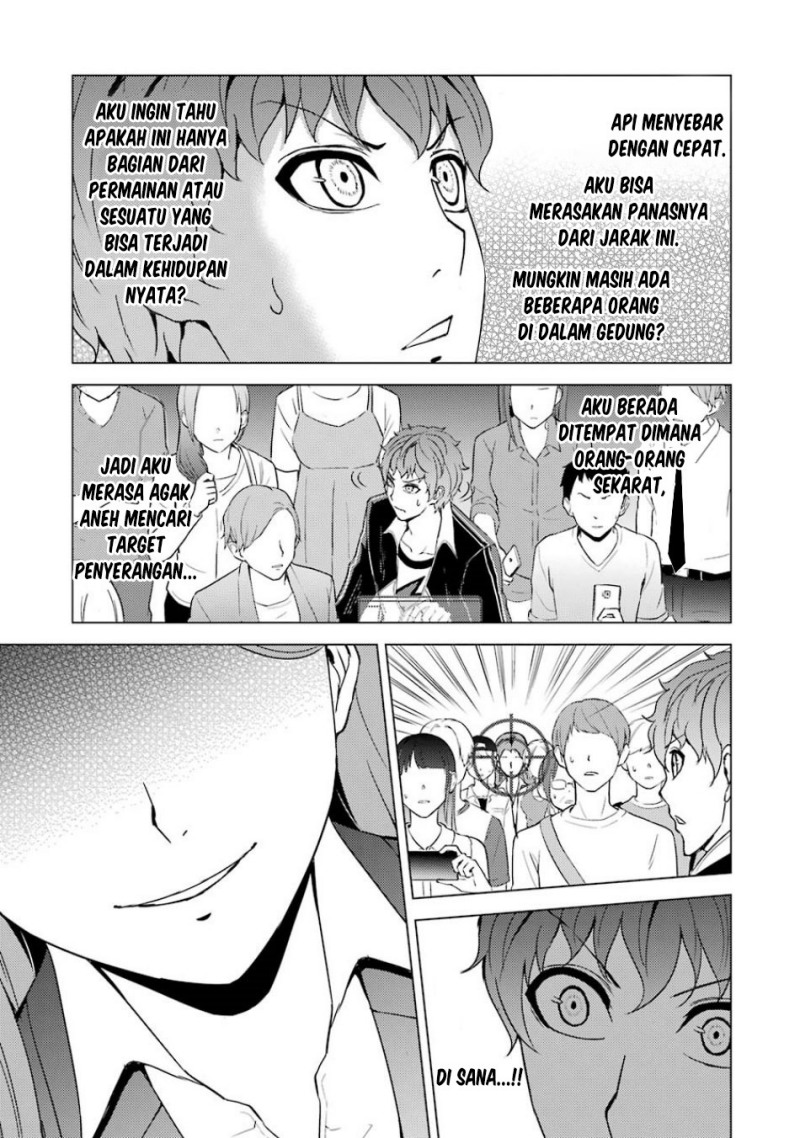 API MENYEBAR
DENGAN CEPAT.
AKU BISA
MERASAKAN PANASNYA
DARI JARAK INI.
MUNGKIN MASIH ADA
BEBERAPA ORANG
DI DALAM GEDUNG?
AKU INGIN TAHU
APAKAH INI HANYA
BAGIAN DARI
PERMAINAN ATAU
SESUATU YANG
BISA TERJADI
DALAM KEHIDUPAN
NYATA?
AKU BERADA
DITEMPAT DIMANA
ORANG-ORANG
SEKARAT,
JADI AKU
MERASA AGAK
ANEH MENCARI
TARGET
PENYERANGAN...
DI SANA...!!